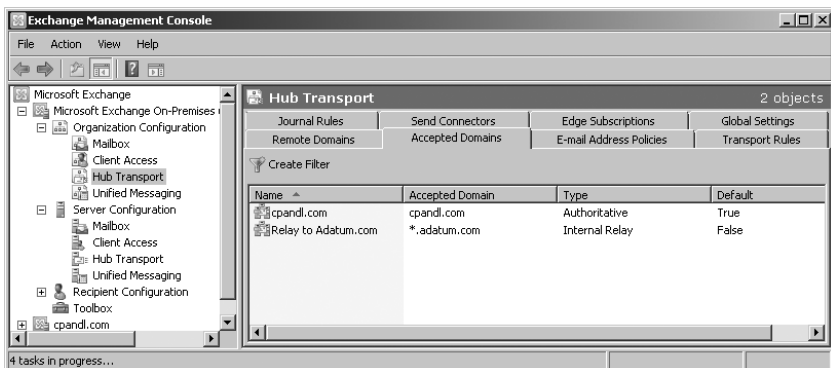 Exchange Management Console
File Action View Help
Microsoft Exchange
Microsoft Exchange On-Premises
Organization Configuration
Mailbox
Client Access
Hub Transport
Unified Messaging
Server Configuration
Mailbox
Client Access
Hub Transport
Unified Messaging
Recipient Configuration
Toolbox
cpandl.com
Hub Transport 2 objects
Journal Rules Send Connectors Edge Subscriptions Global Settings
Remote Domains Accepted Domains E-mail Address Policies Transport Rules
Create Filter
Name Accepted Domain Type Default
cpandl.com cpandl.com Authoritative True
Relay to Adatum.com *.adatum.com Internal Relay False
4 tasks in progress...